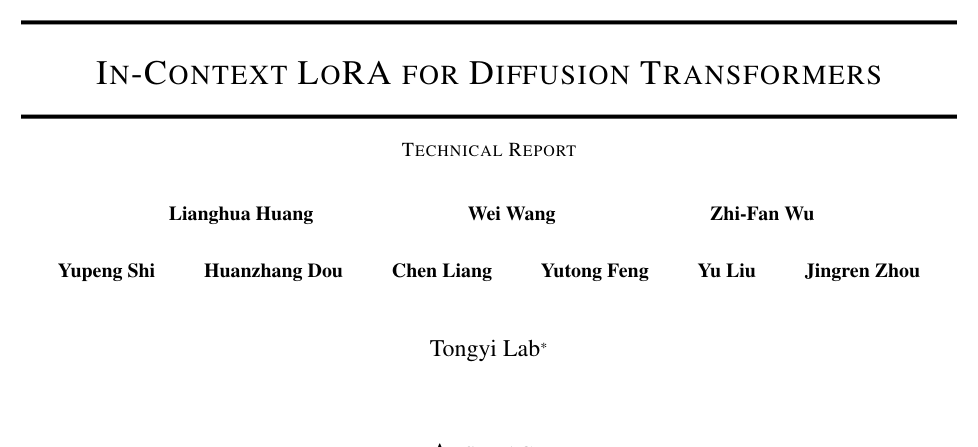 IN-CONTEXT LORA FOR DIFFUSION TRANSFORMERS
TECHNICAL REPORT
Lianghua Huang Wei Wang Zhi-Fan Wu
Yupeng Shi Huanzhang Dou Chen Liang Yutong Feng Yu Liu Jingren Zhou
Tongyi Lab*